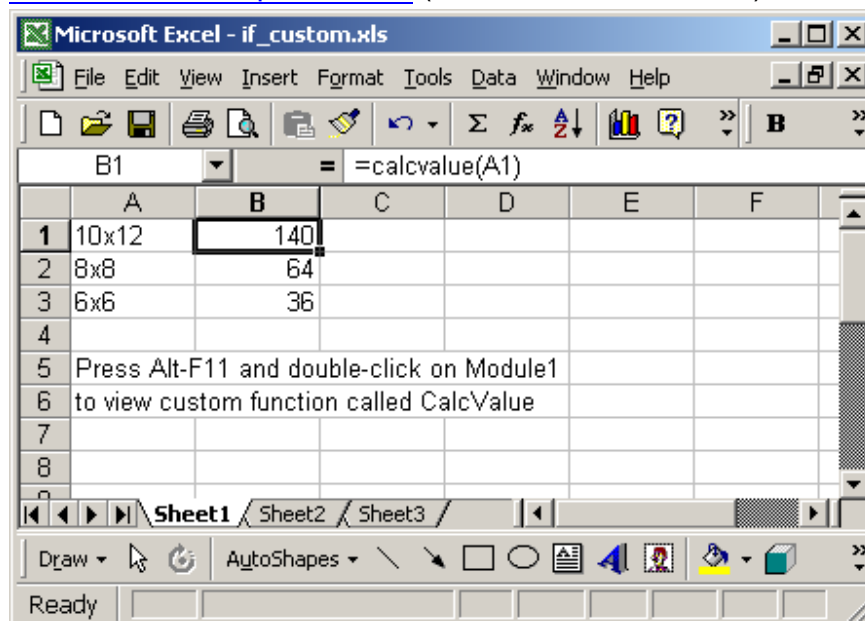 Microsoft Excel - if_custom.xls
File Edit View Insert Format Tools Data Window Help
Σ fx A Z ? B
B1 = =calcvalue(A1)
A B C D E F
1 10x12 140
2 8x8 64
3 6x6 36
4
5 Press Alt-F11 and double-click on Module1
6 to view custom function called CalcValue
7
8
Sheet1 Sheet2 Sheet3
Draw AutoShapes
Ready